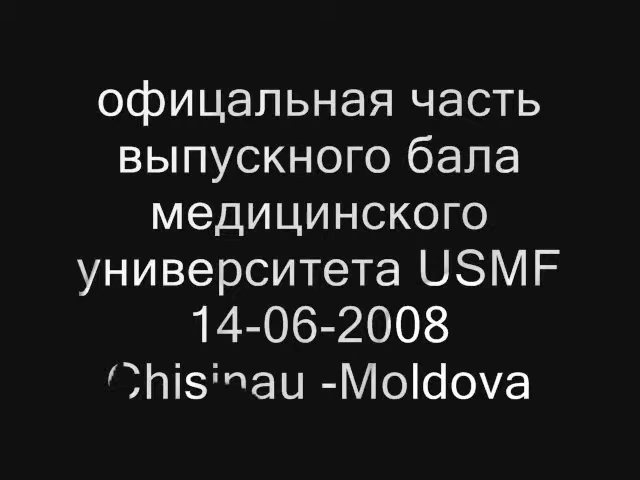 офицальная часть
выпускного бала
медицинского
университета USMF
14-06-2008
Chisinau -Moldova